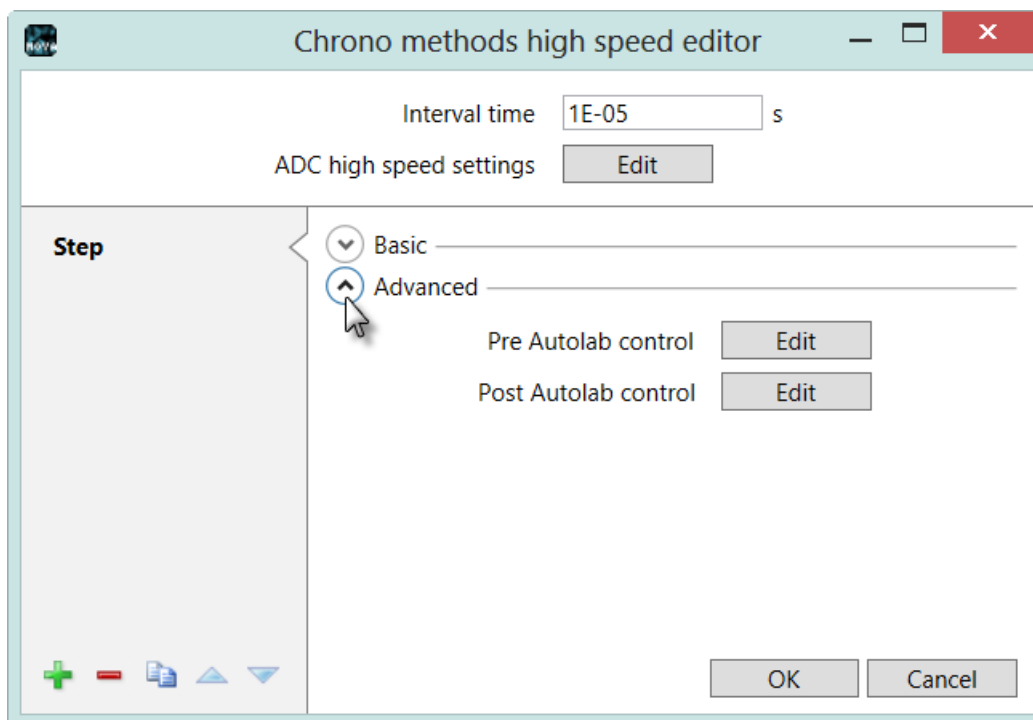 Chrono methods high speed editor
Interval time 1E-05 s
ADC high speed settings Edit
Step
Basic
Advanced
Pre Autolab control Edit
Post Autolab control Edit
OK Cancel